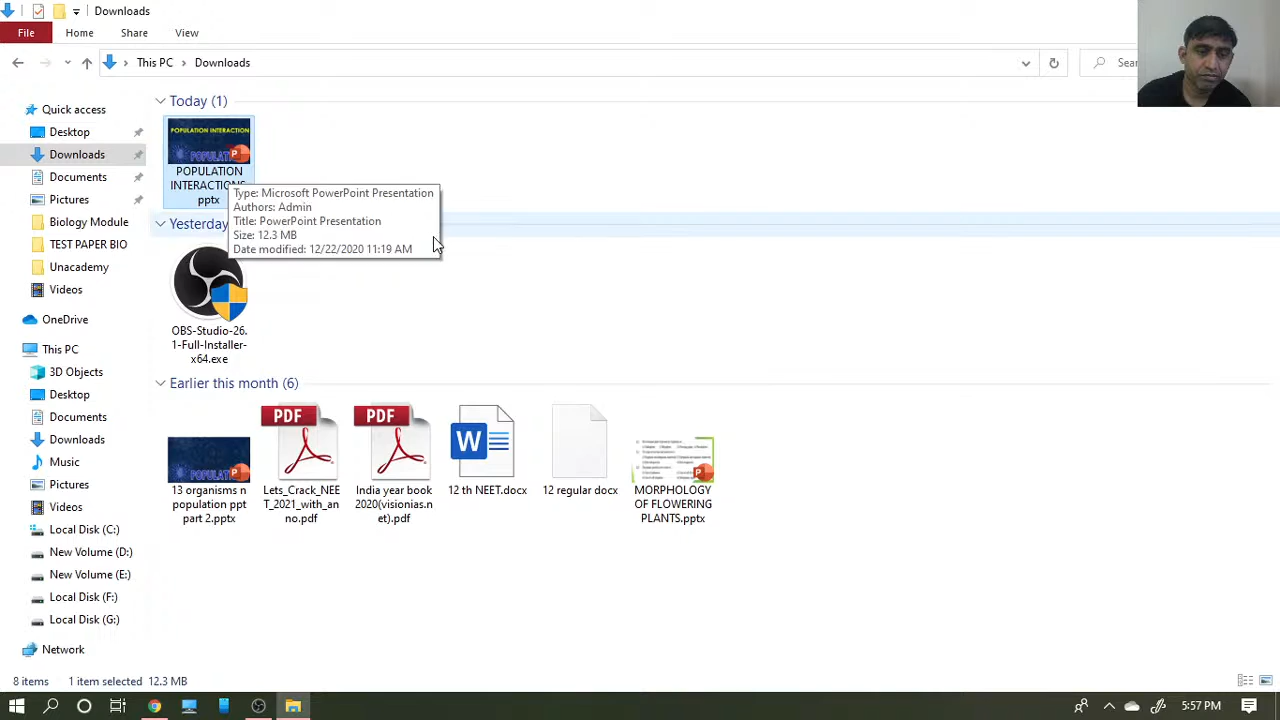 Downloads
File Home Share View
This PC Downloads
Quick access
Desktop
Downloads
Documents
Pictures
Biology Module
TEST PAPER BIO
Unacademy
Videos
OneDrive
This PC
3D Objects
Desktop
Documents
Downloads
Music
Pictures
Videos
Local Disk (C:)
New Volume (D:)
New Volume (E:)
Local Disk (F:)
Local Disk (G:)
Network
Today (1)
POPULATION INTERACTION
POPULATION
INTERACTIONS
pptx
Type: Microsoft PowerPoint Presentation
Authors: Admin
Title: PowerPoint Presentation
Size: 12.3 MB
Date modified: 12/22/2020 11:19 AM
Yesterday
OBS-Studio-26.
1-Full-Installer-
x64.exe
Earlier this month (6)
13 organisms n
population ppt
part 2.pptx
PDF
Lets_Crack_NEE
T_2021_with_an
no.pdf
PDF
India year book
2020(visionias.n
et).pdf
W
12 th NEET.docx
12 regular docx
MORPHOLOGY
OF FLOWERING
PLANTS.pptx
8 items 1 item selected 12.3 MB
5:57 PM